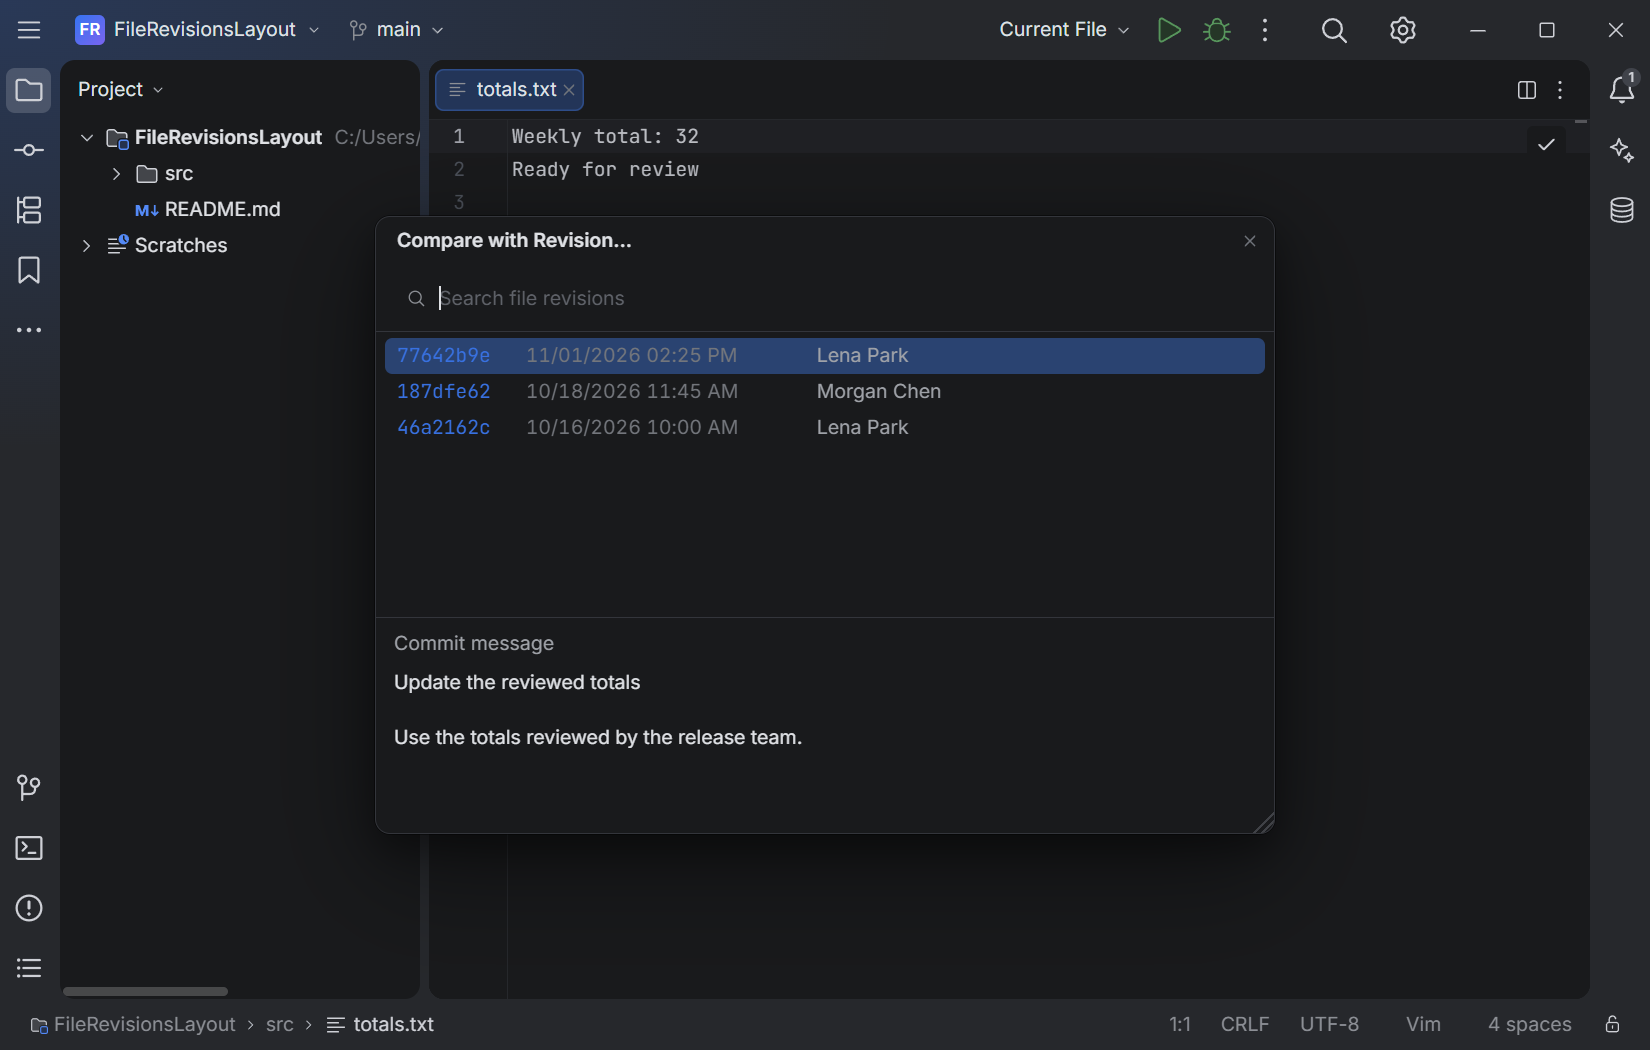 FR FileRevisionsLayout main Current File
Project
totals.txt
1
FileRevisionsLayout C:/Users/
src
README.md
Scratches
1 Weekly total: 32
2 Ready for review
3
Compare with Revision...
Search file revisions
77642b9e 11/01/2026 02:25 PM Lena Park
187dfe62 10/18/2026 11:45 AM Morgan Chen
46a2162c 10/16/2026 10:00 AM Lena Park
Commit message
Update the reviewed totals
Use the totals reviewed by the release team.
FileRevisionsLayout › src › totals.txt 1:1 CRLF UTF-8 Vim 4 spaces